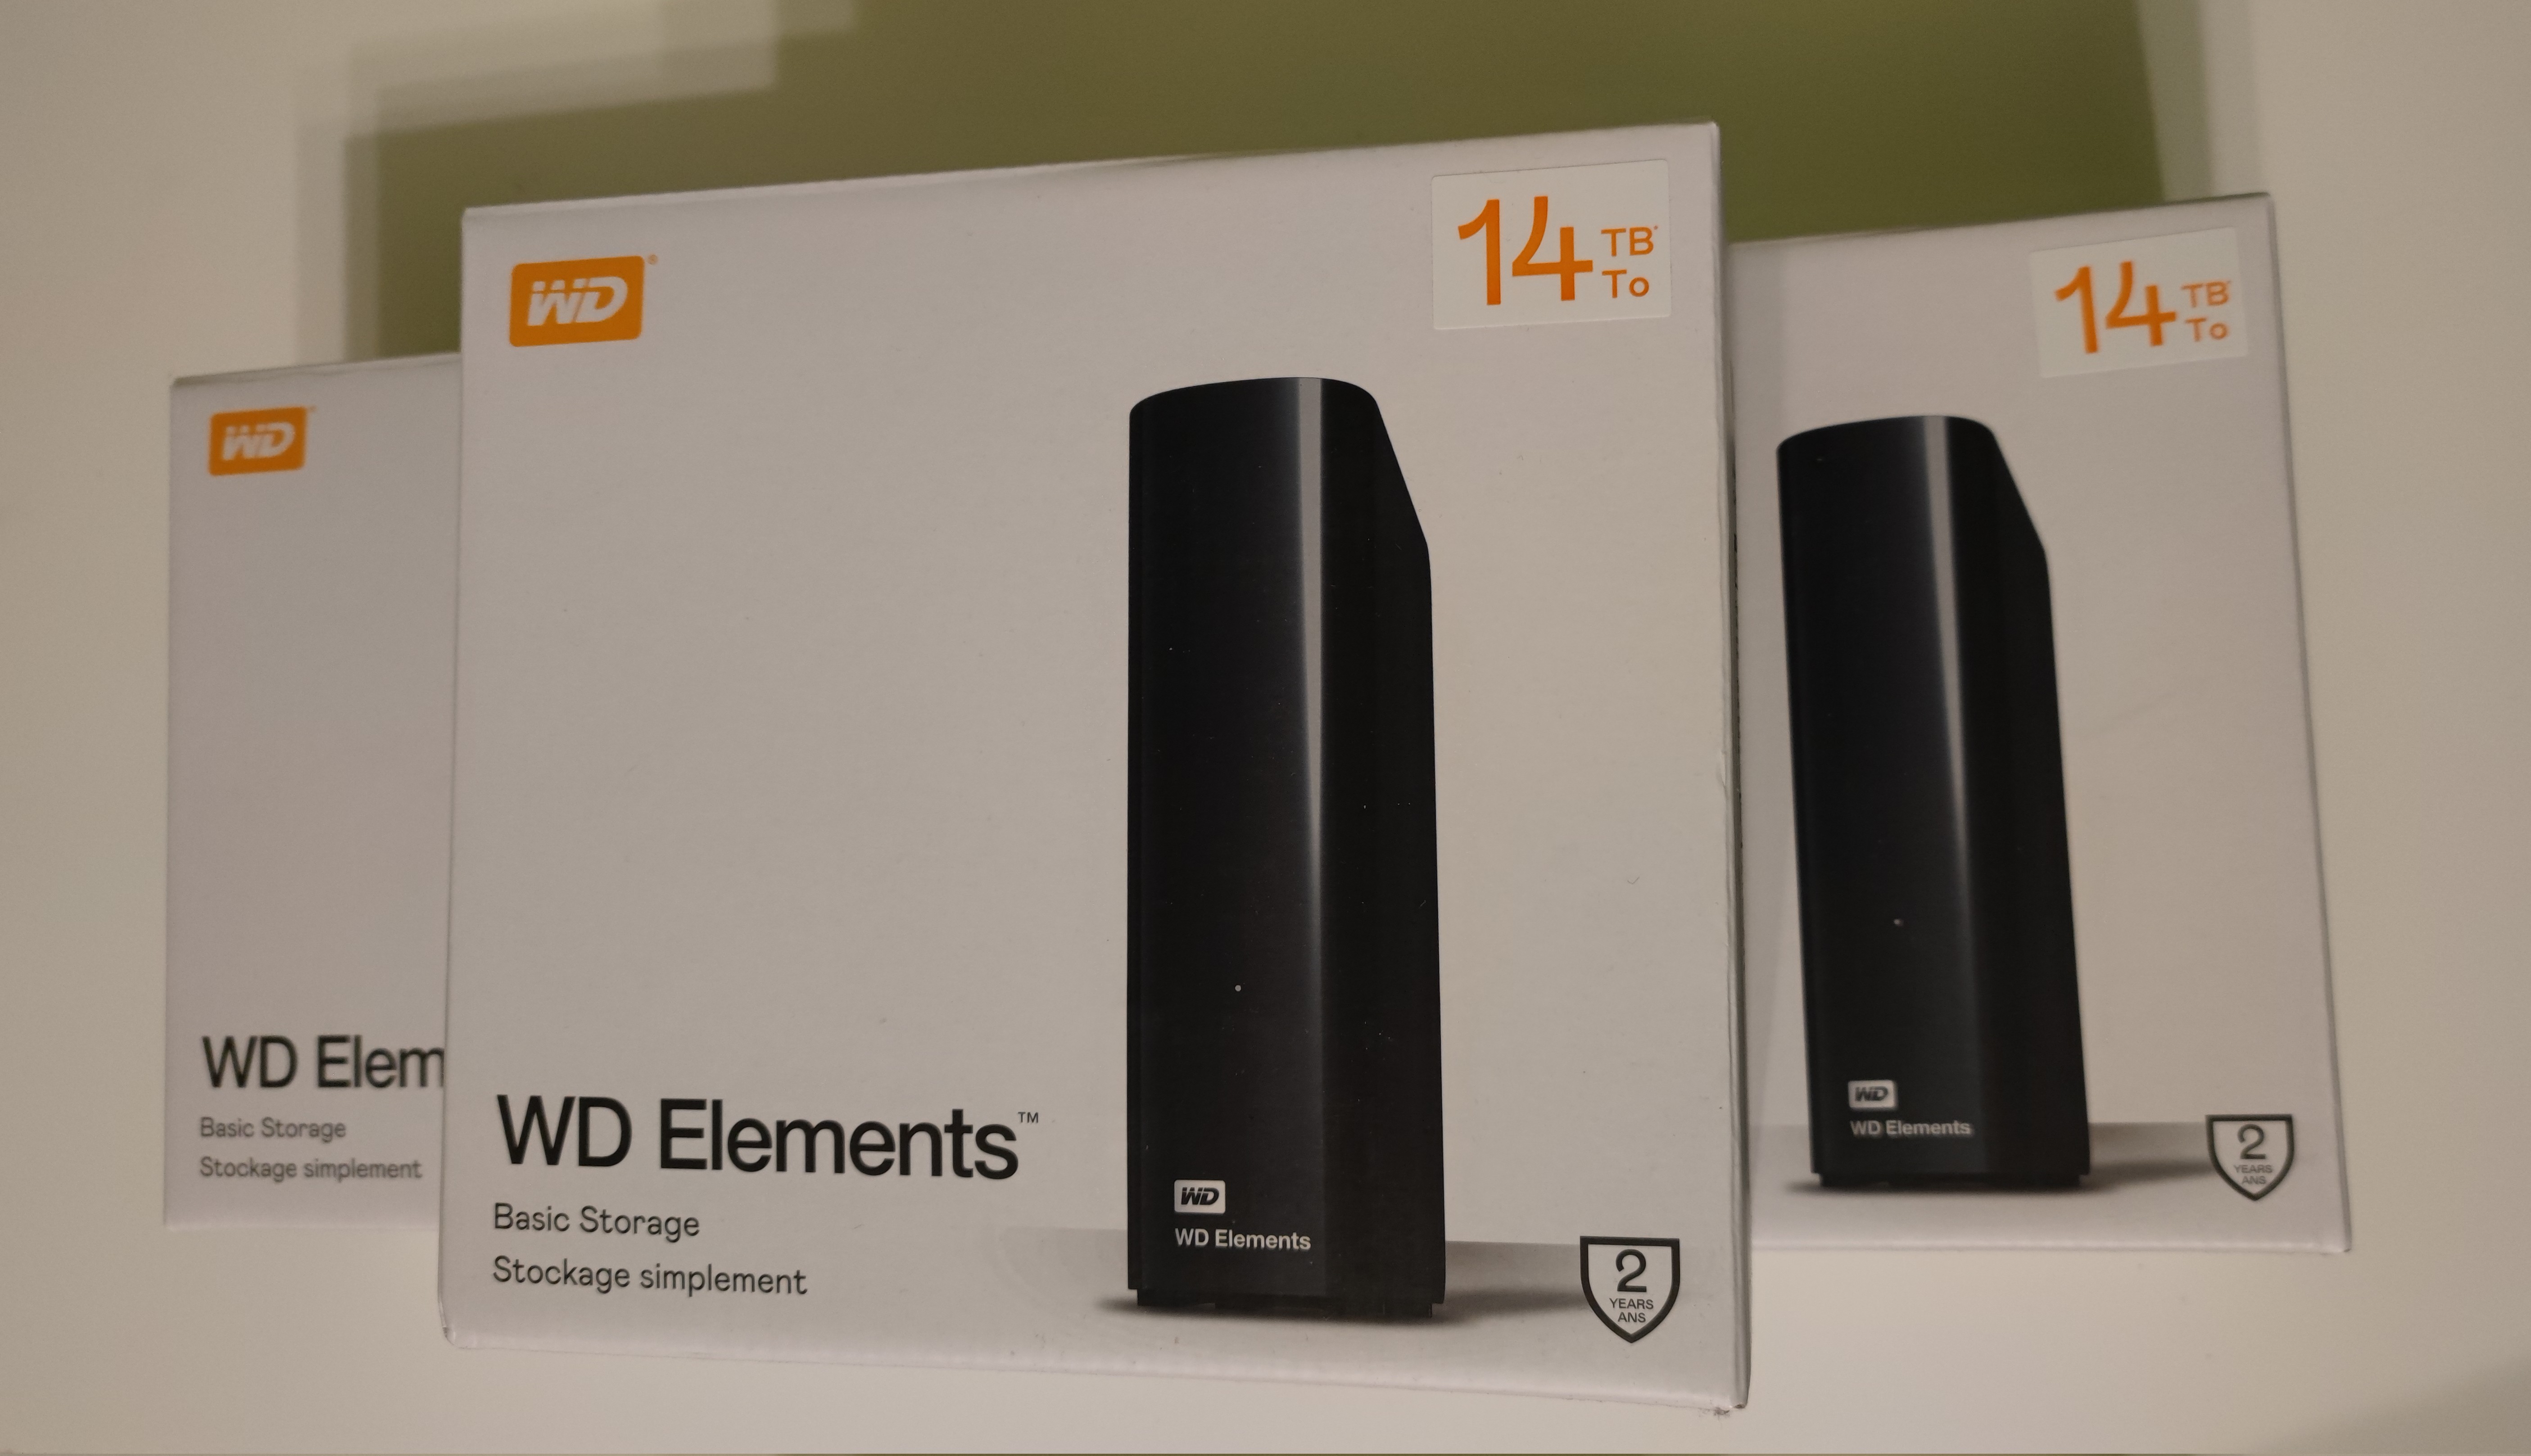 WD
WD Elem
Basic Storage
Stockage simplement
WD®
14 TB*
To
WD Elements™
Basic Storage
Stockage simplement
WD
WD Elements
2
YEARS
ANS
14 TB*
To
WD
WD Elements
2
YEARS
ANS